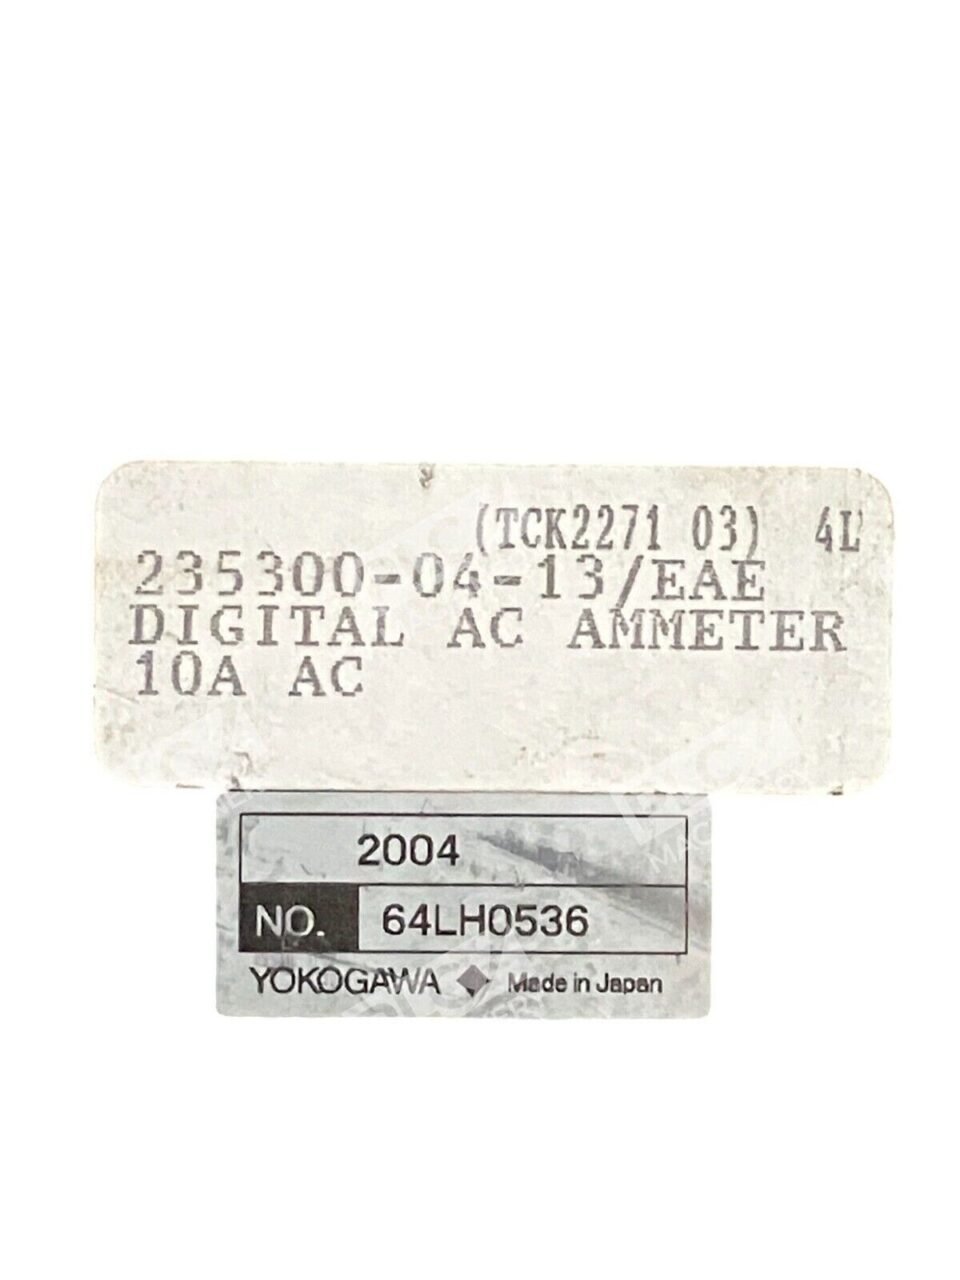 (TCK2271 03) 4L
235300-04-13/EAE
DIGITAL AC AMMETER
10A AC
2004
NO. 64LH0536
YOKOGAWA Made in Japan